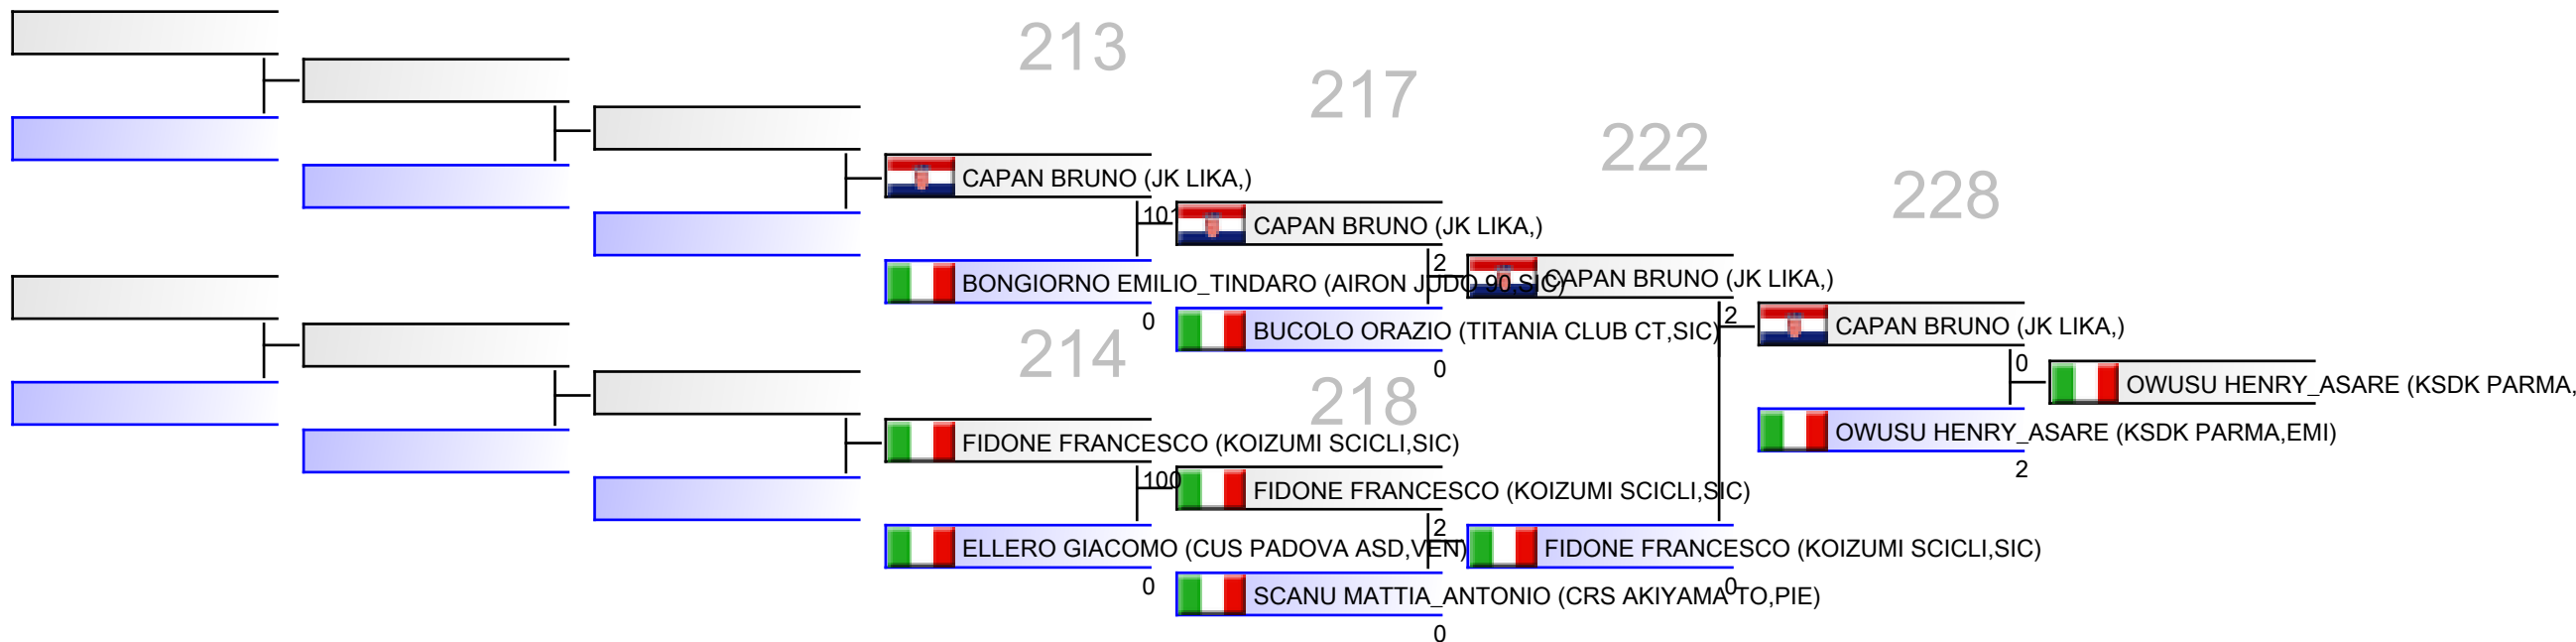 213
217
222
228
CAPAN BRUNO (JK LIKA,)
101
CAPAN BRUNO (JK LIKA,)
2
CAPAN BRUNO (JK LIKA,)
BONGIORNO EMILIO_TINDARO (AIRON JUDO 90,SIC)
0
BUCOLO ORAZIO (TITANIA CLUB CT,SIC)
0
2
CAPAN BRUNO (JK LIKA,)
0
OWUSU HENRY_ASARE (KSDK PARMA,
OWUSU HENRY_ASARE (KSDK PARMA,EMI)
2
214
218
FIDONE FRANCESCO (KOIZUMI SCICLI,SIC)
100
FIDONE FRANCESCO (KOIZUMI SCICLI,SIC)
2
ELLERO GIACOMO (CUS PADOVA ASD,VEN)
0
FIDONE FRANCESCO (KOIZUMI SCICLI,SIC)
0
SCANU MATTIA_ANTONIO (CRS AKIYAMA TO,PIE)
0